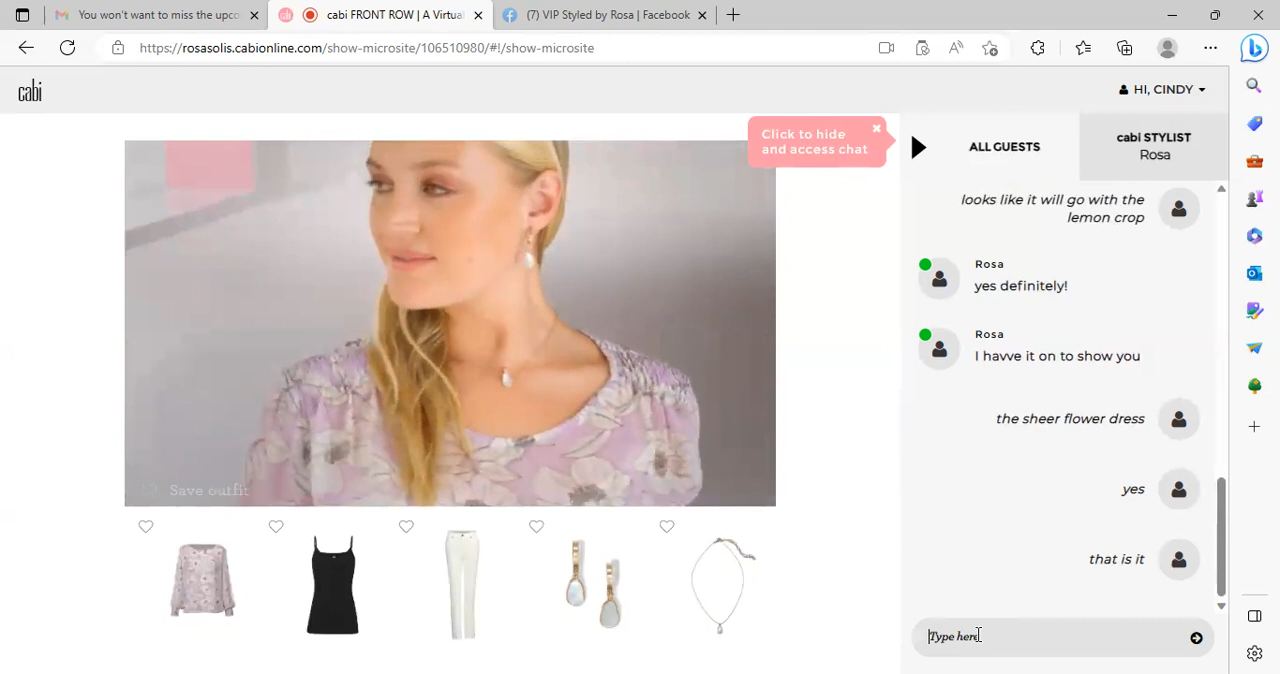 You won't want to miss the upco
cabi FRONT ROW | A Virtual
(7) VIP Styled by Rosa | Facebook
https://rosasolis.cabionline.com/show-microsite/106510980/#!/show-microsite
cabi
HI, CINDY
Click to hide
and access chat
ALL GUESTS
cabi STYLIST
Rosa
looks like it will go with the
lemon crop
Rosa
yes definitely!
Rosa
I havve it on to show you
the sheer flower dress
yes
that is it
Save outfit
Type here